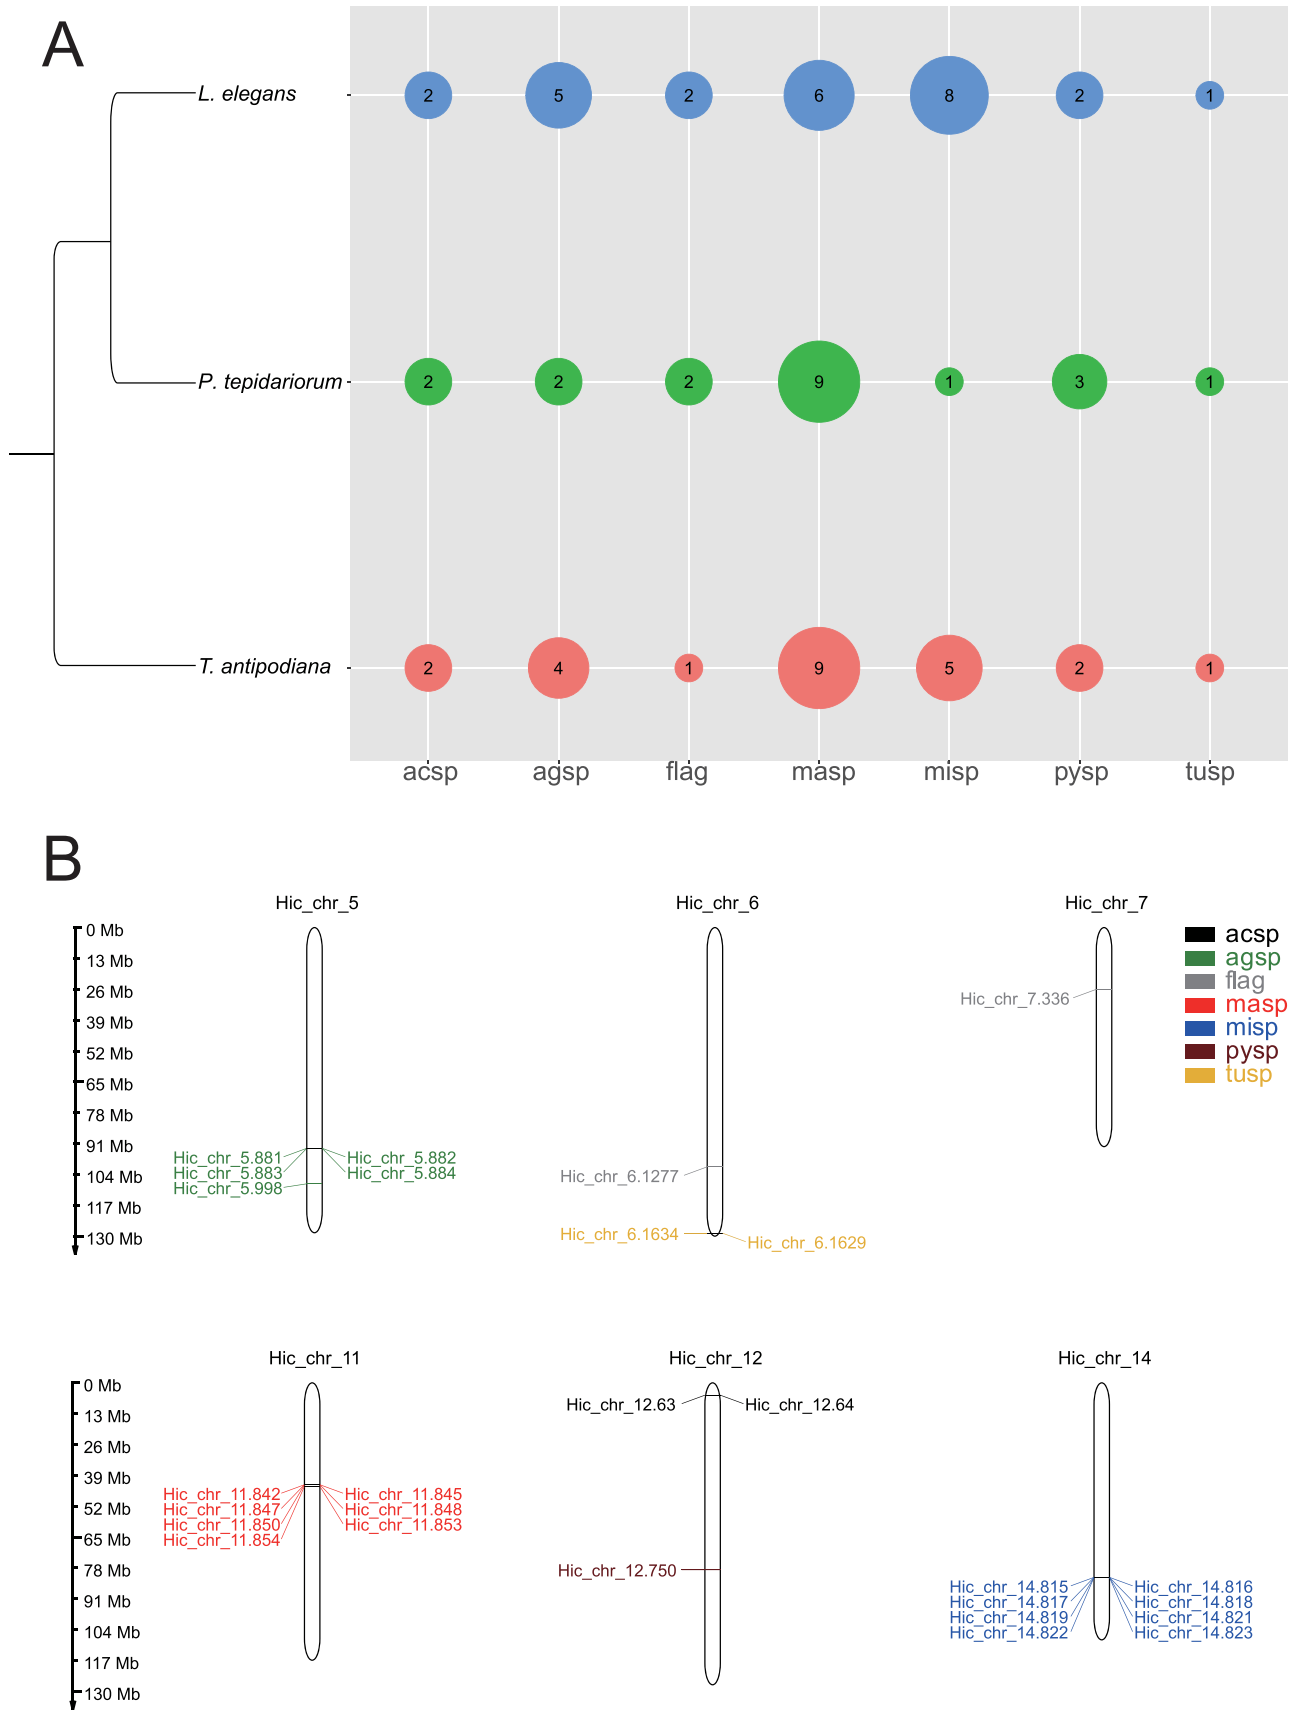 A
L. elegans
2 5 2 6 8 2 1
P. tepidariorum
2 2 2 9 1 3 1
T. antipodiana
2 4 1 9 5 2 1
acsp agsp flag masp misp pysp tusp
B
Hic_chr_5 Hic_chr_6 Hic_chr_7
0 Mb
13 Mb
26 Mb
39 Mb
52 Mb
65 Mb
78 Mb
91 Mb
104 Mb
117 Mb
130 Mb
Hic_chr_5.881 Hic_chr_5.882
Hic_chr_5.883 Hic_chr_5.884
Hic_chr_5.998
Hic_chr_6.1277
Hic_chr_6.1634 Hic_chr_6.1629
Hic_chr_7.336
acsp
agsp
flag
masp
misp
pysp
tusp
Hic_chr_11 Hic_chr_12 Hic_chr_14
0 Mb
13 Mb
26 Mb
39 Mb
52 Mb
65 Mb
78 Mb
91 Mb
104 Mb
117 Mb
130 Mb
Hic_chr_11.842 Hic_chr_11.845
Hic_chr_11.847 Hic_chr_11.848
Hic_chr_11.850 Hic_chr_11.853
Hic_chr_11.854
Hic_chr_12.63 Hic_chr_12.64
Hic_chr_12.750
Hic_chr_14.815 Hic_chr_14.816
Hic_chr_14.817 Hic_chr_14.818
Hic_chr_14.819 Hic_chr_14.821
Hic_chr_14.822 Hic_chr_14.823